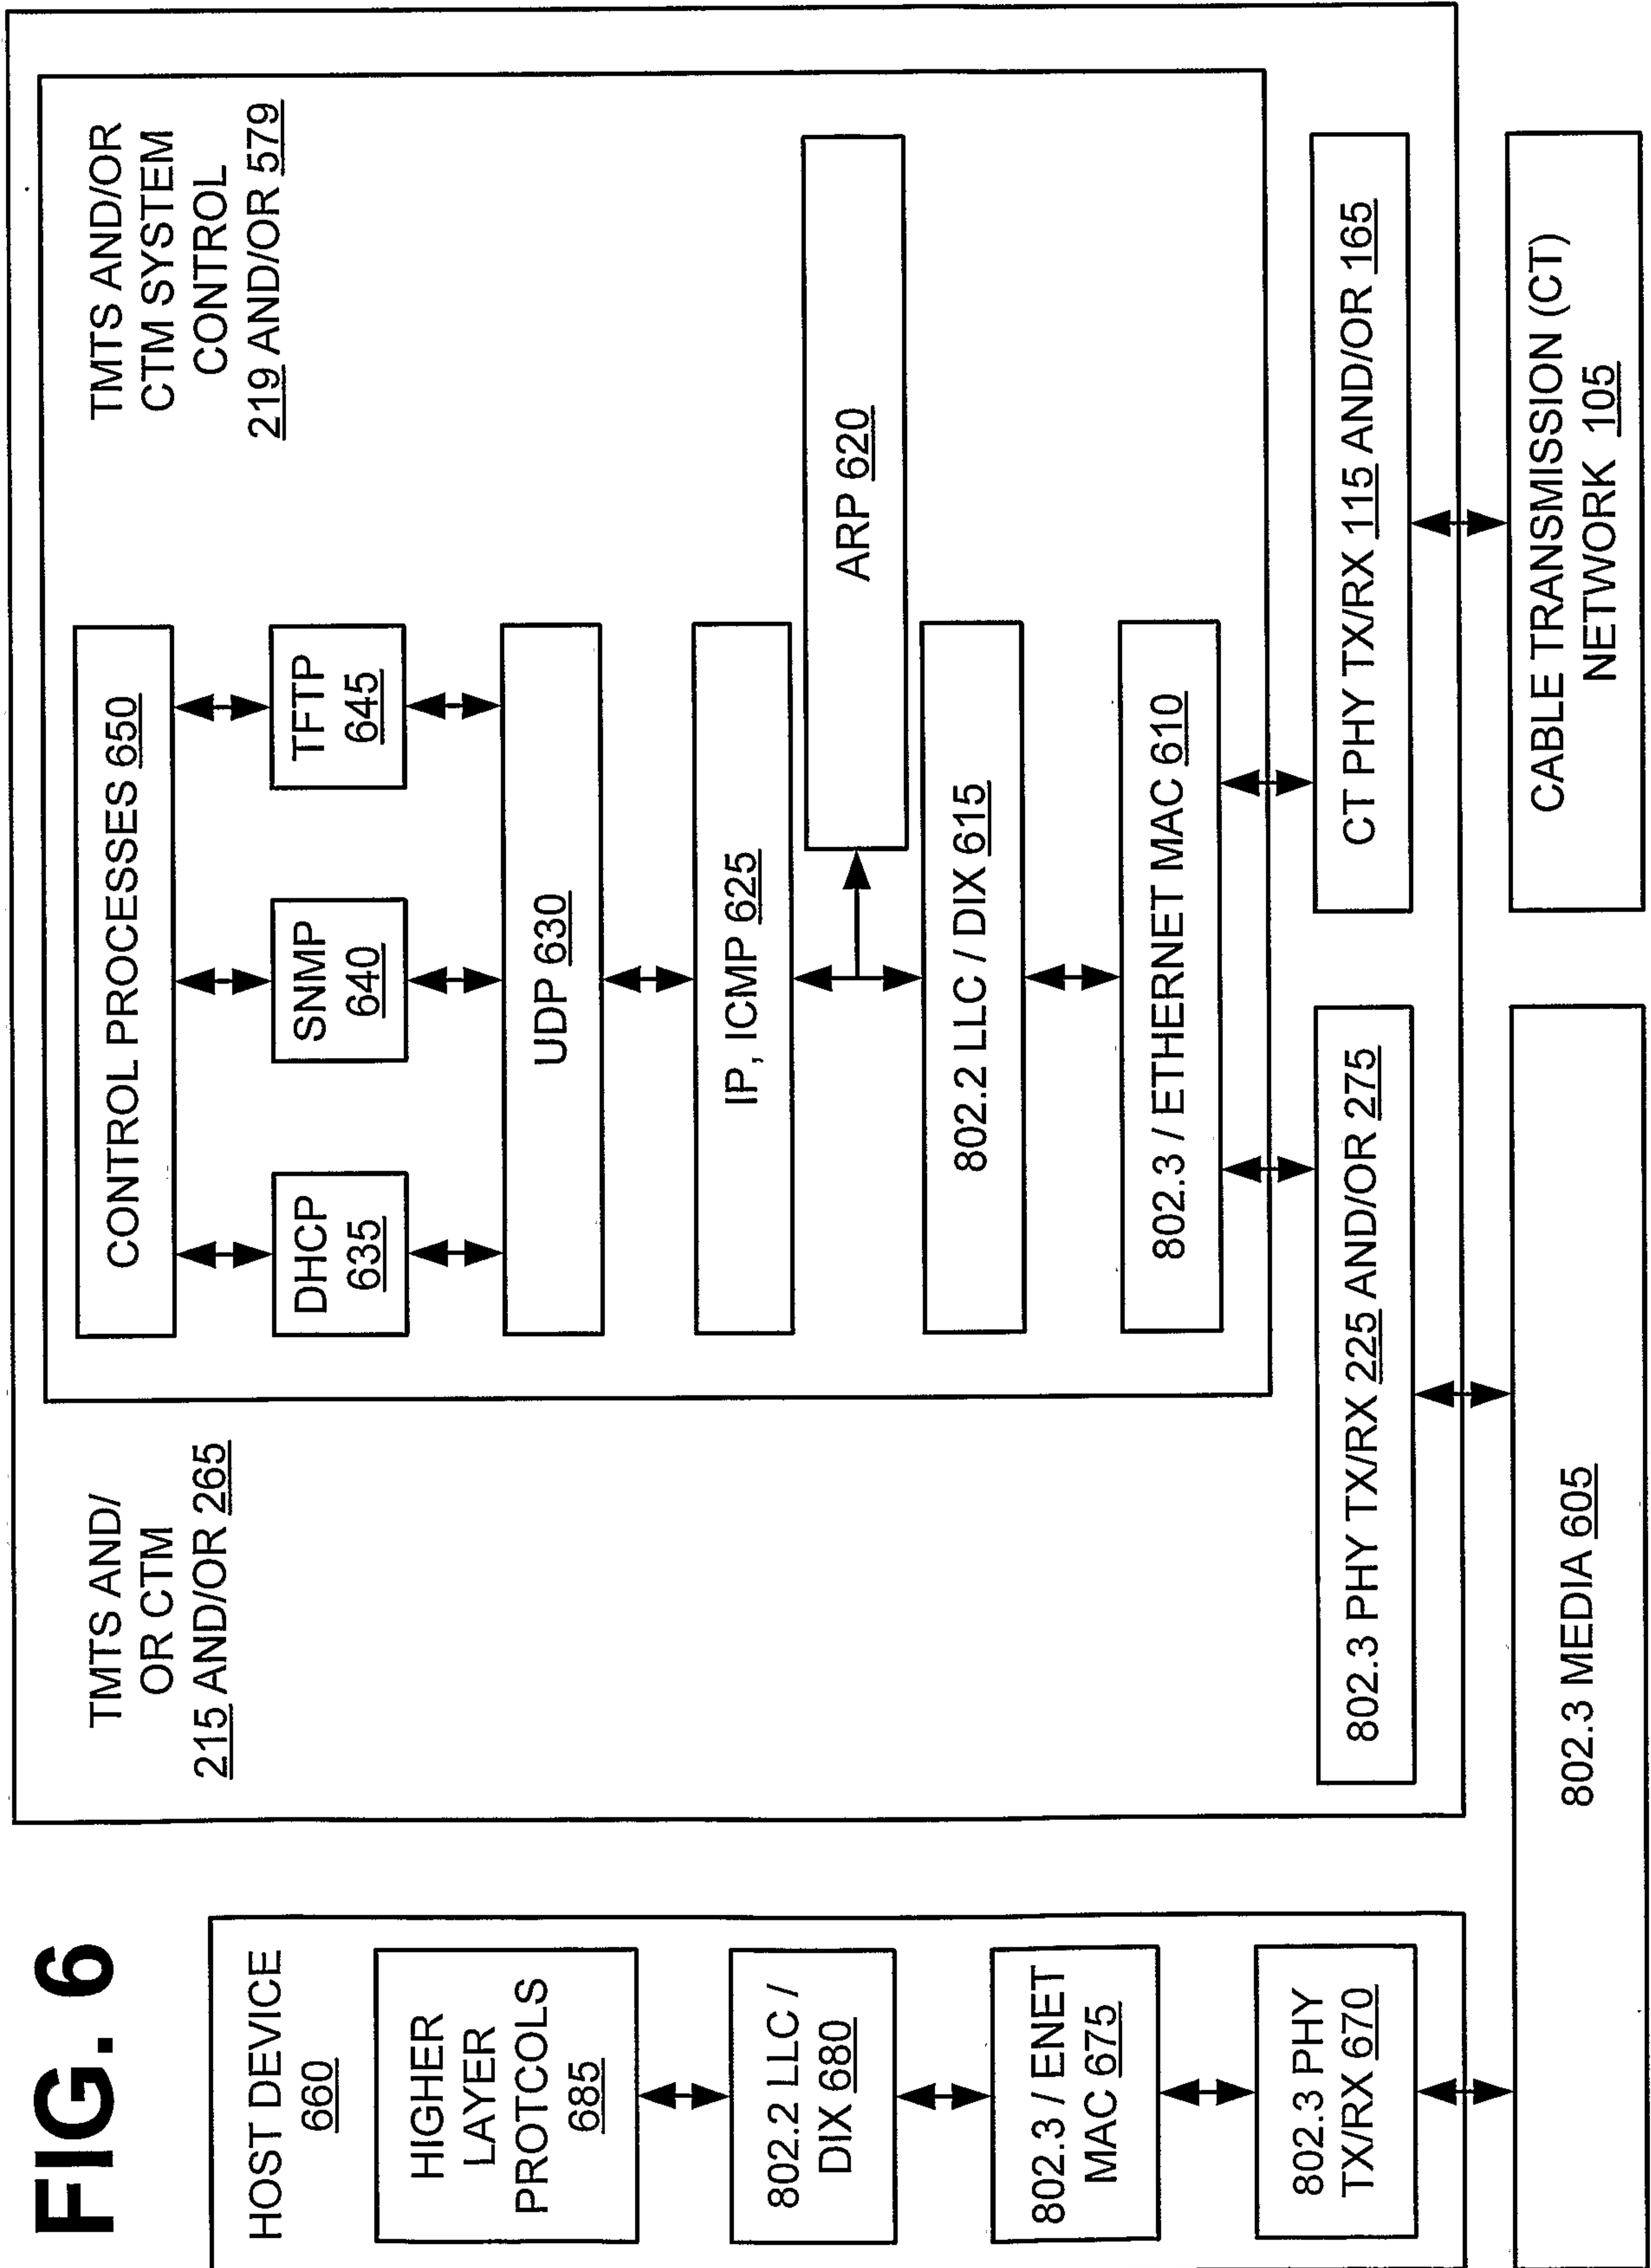 FIG. 6
HOST DEVICE
660
HIGHER
LAYER
PROTCOLS
685
802.2 LLC /
DIX 680
802.3 / ENET
MAC 675
802.3 PHY
TX/RX 670
TMTS AND/
OR CTM
215 AND/OR 265
TMTS AND/OR
CTM SYSTEM
CONTROL
219 AND/OR 579
CONTROL PROCESSES 650
DHCP
635
SNMP
640
TFTP
645
UDP 630
IP, ICMP 625
ARP 620
802.2 LLC / DIX 615
802.3 / ETHERNET MAC 610
802.3 PHY TX/RX 225 AND/OR 275
CT PHY TX/RX 115 AND/OR 165
802.3 MEDIA 605
CABLE TRANSMISSION (CT)
NETWORK 105